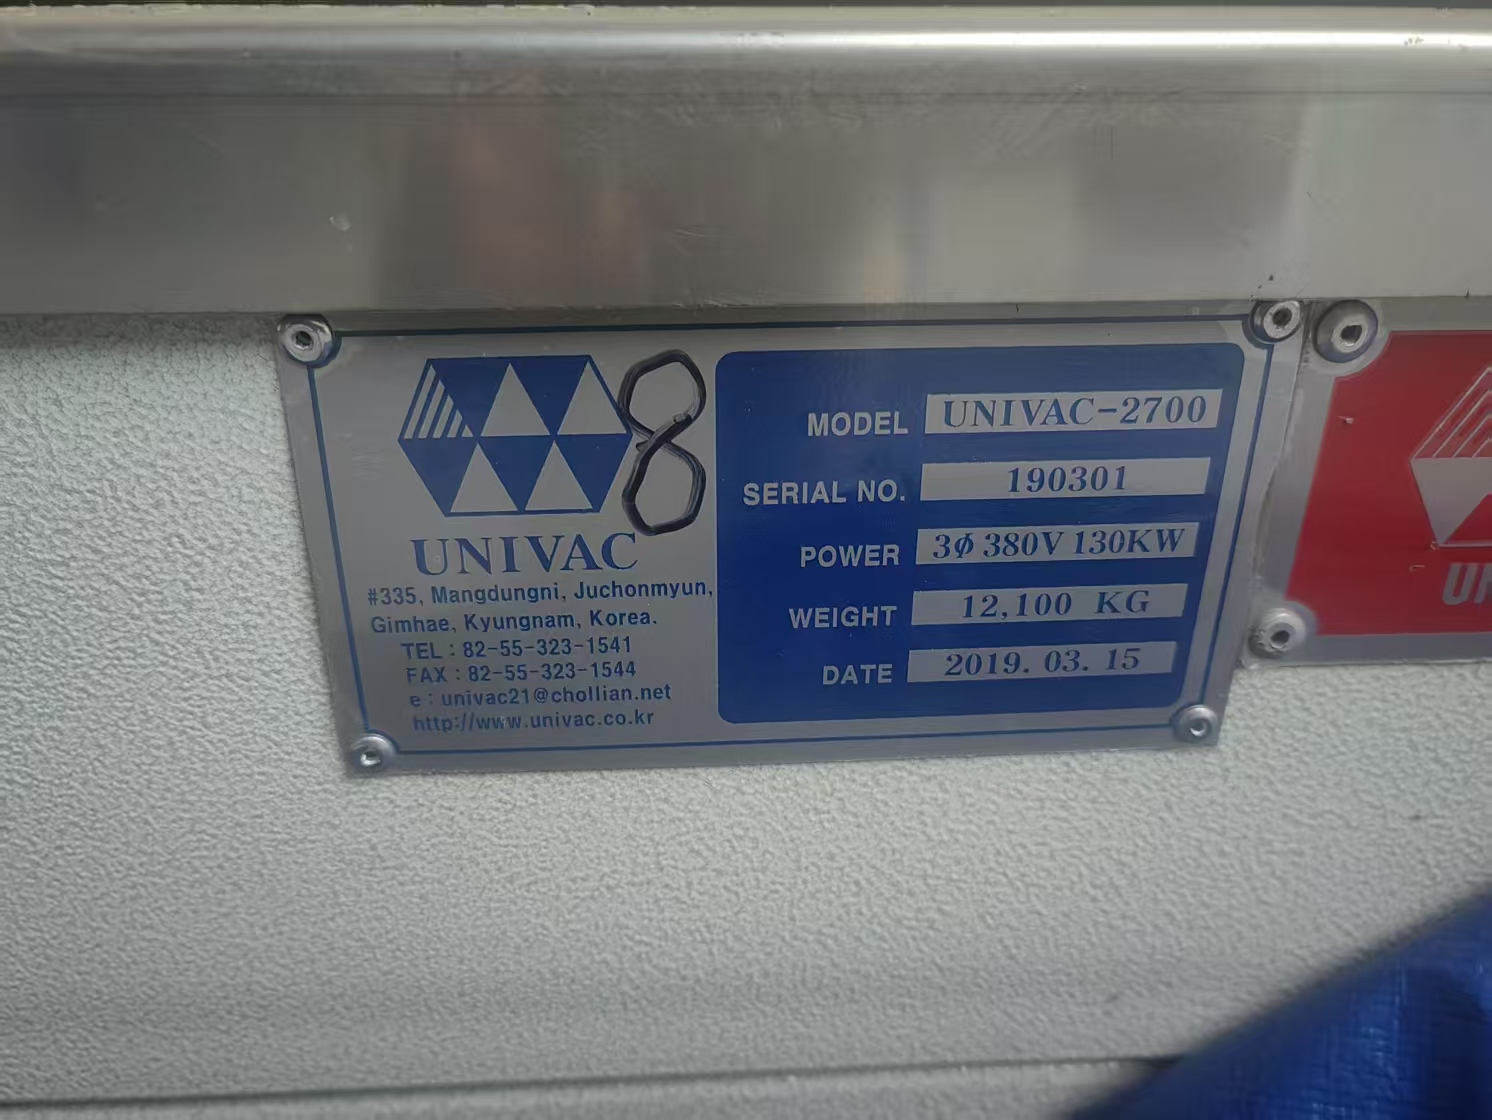 8
UNIVAC
#335, Mangdungni, Juchonmyun,
Gimhae, Kyungnam, Korea.
TEL : 82-55-323-1541
FAX : 82-55-323-1544
e : univac21@chollian.net
http://www.univac.co.kr
MODEL UNIVAC-2700
SERIAL NO. 190301
POWER 3ϕ 380V 130KW
WEIGHT 12,100 KG
DATE 2019. 03. 15